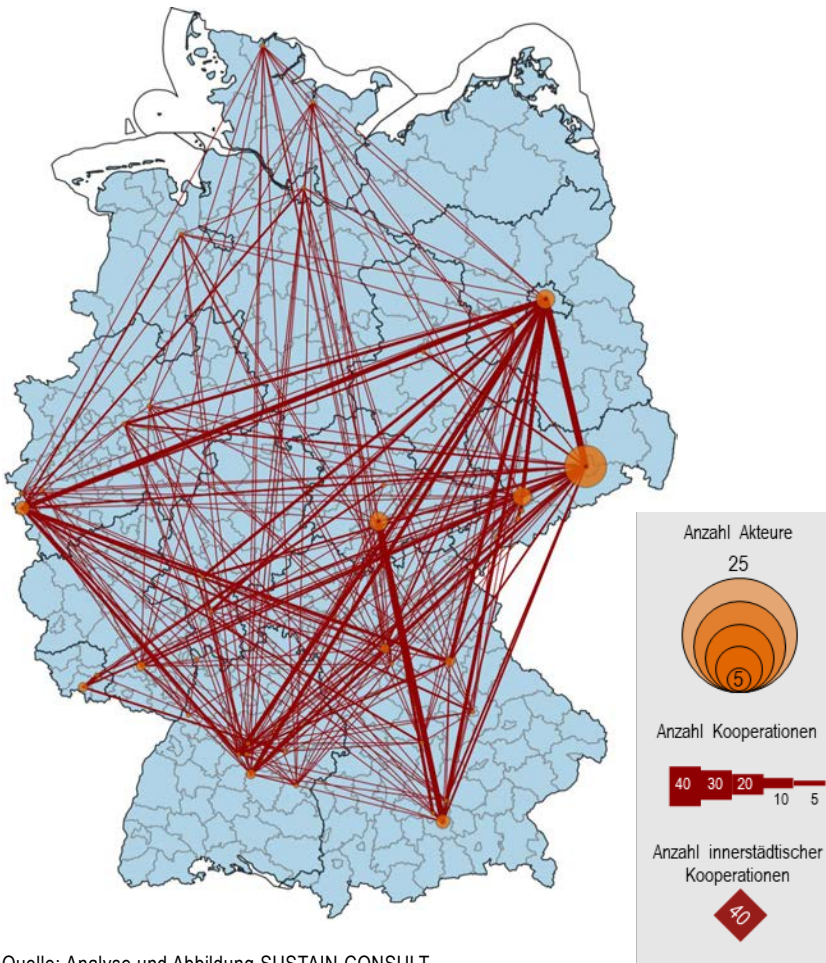 Anzahl Akteure
25
5
Anzahl Kooperationen
40 30 20 10 5
Anzahl innerstädtischer
Kooperationen
40
Quelle: Analyse und Abbildung SUSTAIN CONSULT